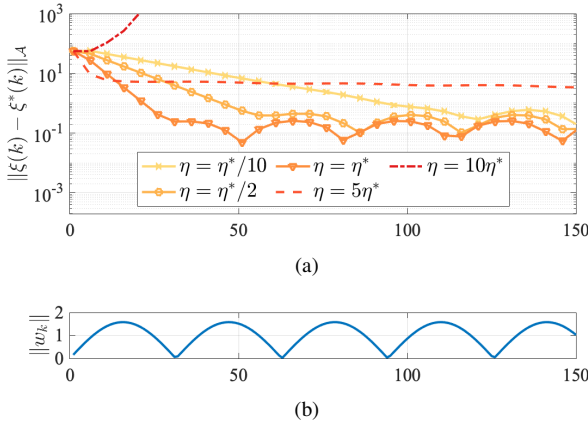 10^3
10^1
10^{-1}
10^{-3}
||ξ(k) − ξ*(k)||_A
η = η*/10
η = η*
η = 10η*
η = η*/2
η = 5η*
0
50
100
150
(a)
2
1
0
||w_k||
0
50
100
150
(b)